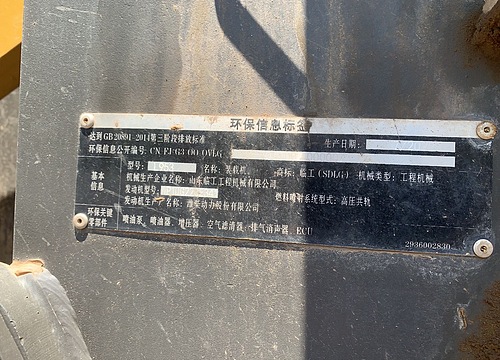 环保信息标签
达到GB20891-2014第三阶段排放标准 生产日期:
环保信息公开编号: CN FJ G3 OO OVLG
型号: 名称: 装载机 商标: 临工(SDLG) 机械类型: 工程机械
基本信息 机械生产企业名称: 山东临工工程机械有限公司
发动机型号: 燃料喷射系统型式: 高压共轨
发动机生产 名称: 潍柴动力股份有限公司
环保关键零部件 喷油泵、喷油器、增压器、空气滤清器、排气消声器、ECU
2936002830